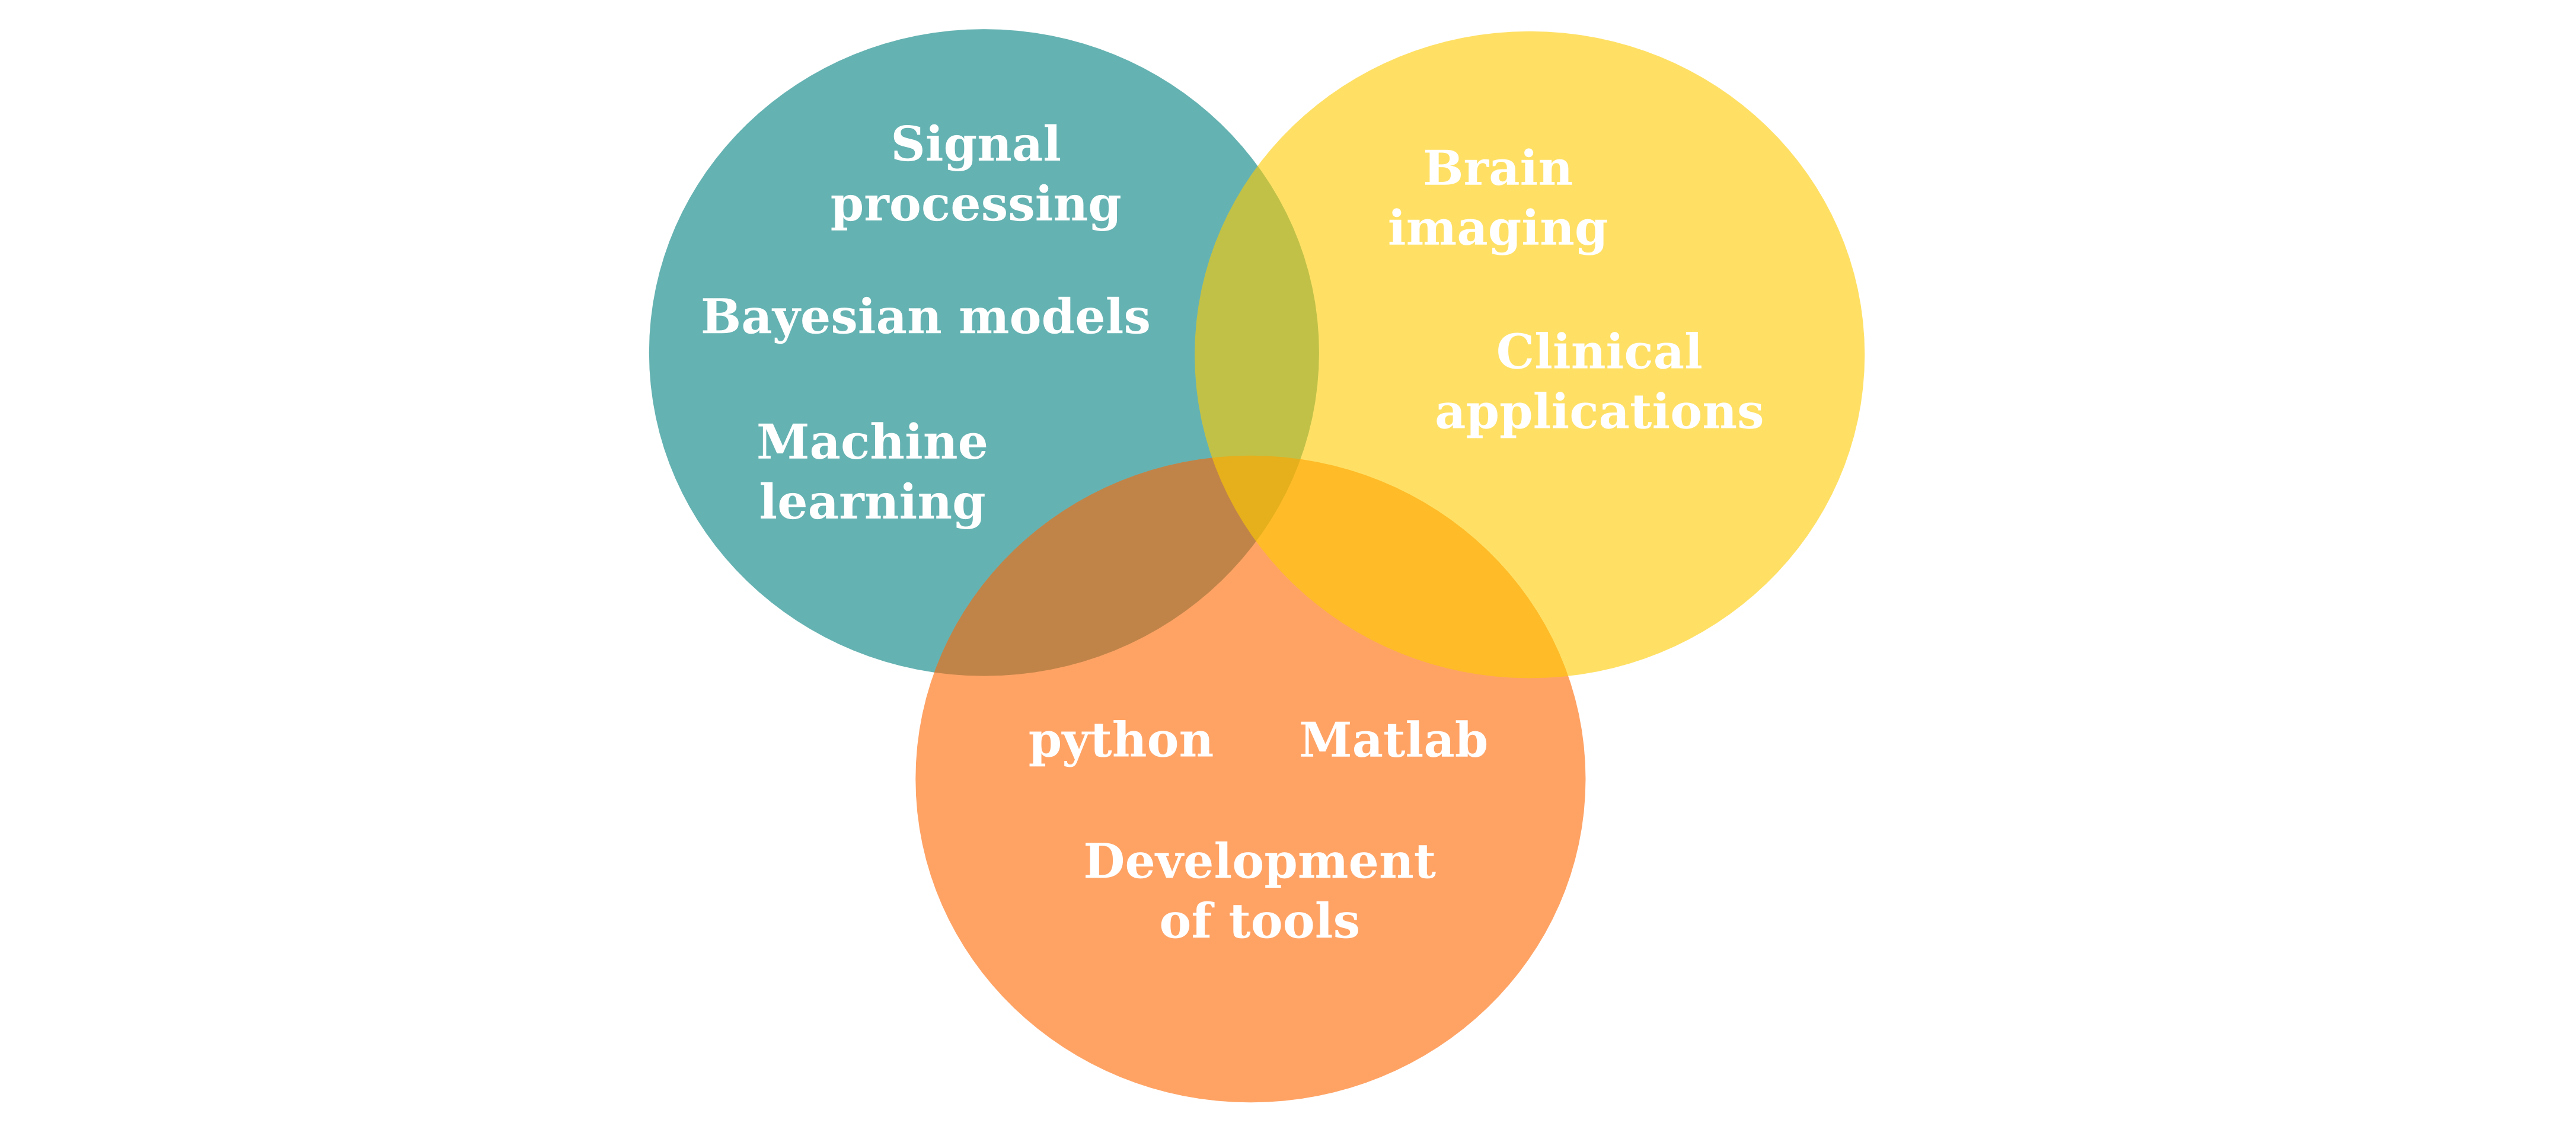 Signal
processing
Bayesian models
Machine
learning
Brain
imaging
Clinical
applications
python
Matlab
Development
of tools